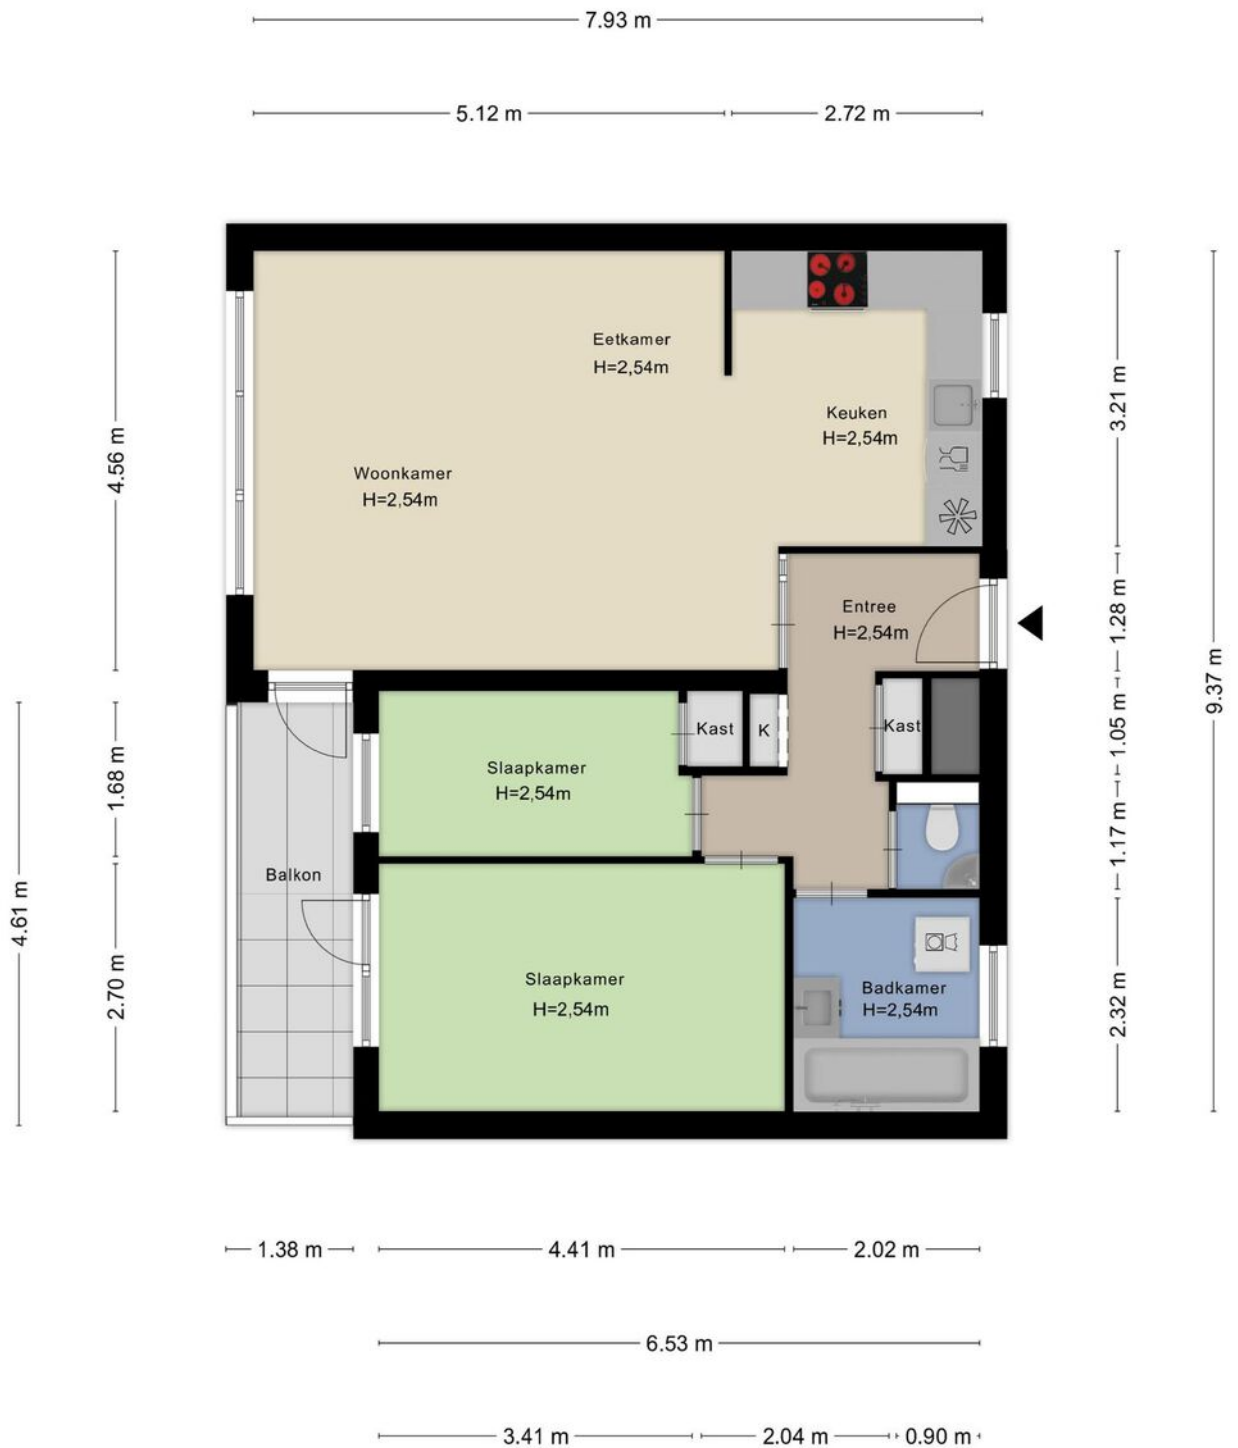 7.93 m
5.12 m
2.72 m
Eetkamer
H=2,54m
Keuken
H=2,54m
Woonkamer
H=2,54m
4.56 m
3.21 m
Entree
H=2,54m
1.28 m
9.37 m
Kast
K
Kast
1.05 m
Slaapkamer
H=2,54m
1.68 m
1.17 m
Balkon
4.61 m
Slaapkamer
H=2,54m
2.70 m
Badkamer
H=2,54m
2.32 m
1.38 m
4.41 m
2.02 m
6.53 m
3.41 m
2.04 m
0.90 m